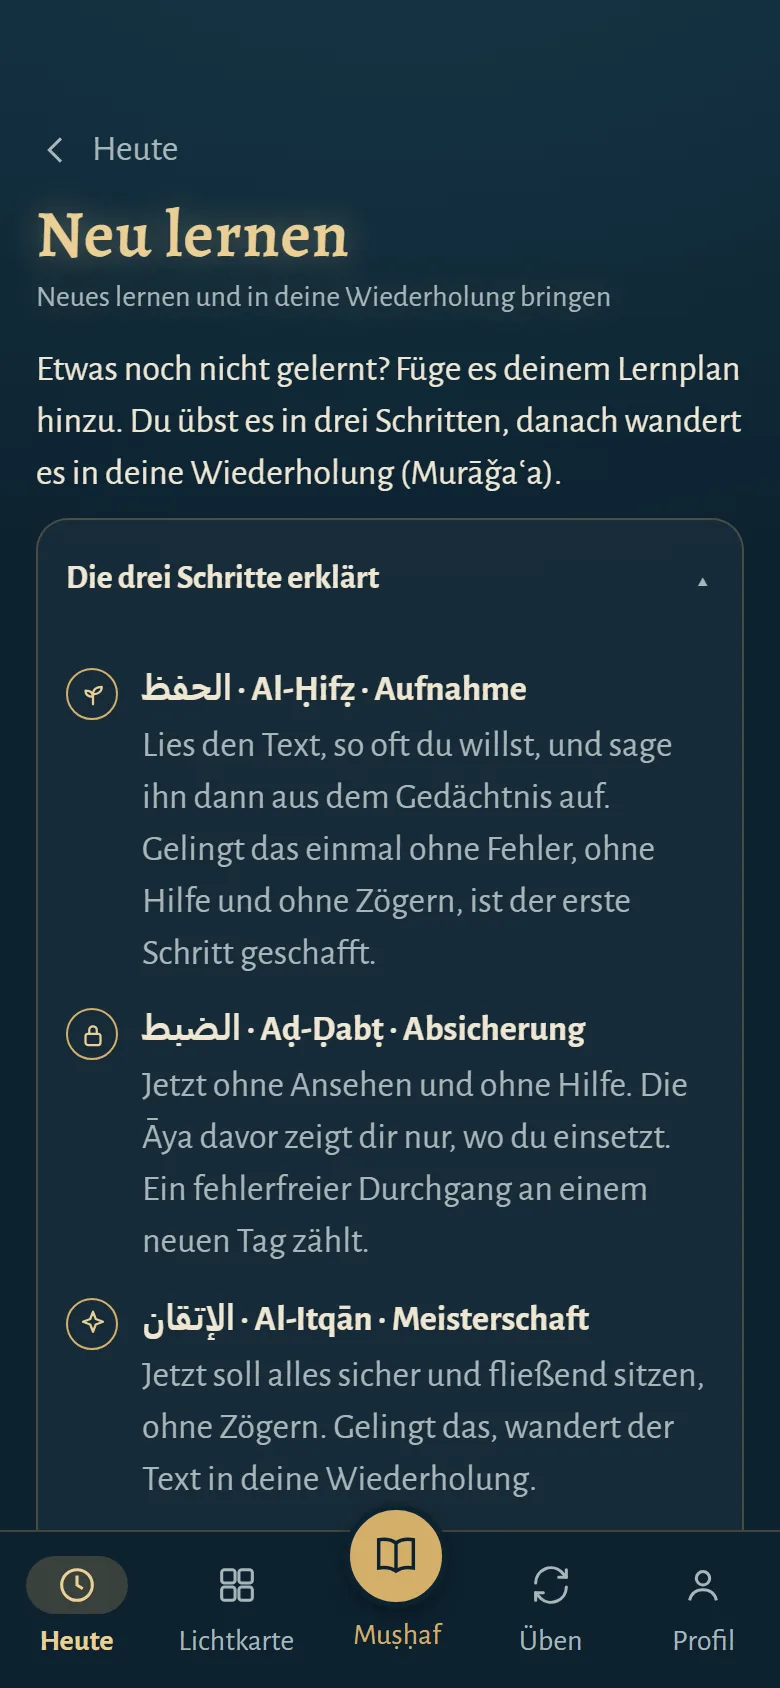 Heute
Neu lernen
Neues lernen und in deine Wiederholung bringen
Etwas noch nicht gelernt? Füge es deinem Lernplan
hinzu. Du übst es in drei Schritten, danach wandert
es in deine Wiederholung (Murāǧaʿa).
Die drei Schritte erklärt
الحفظ · Al-Ḥifẓ · Aufnahme
Lies den Text, so oft du willst, und sage
ihn dann aus dem Gedächtnis auf.
Gelingt das einmal ohne Fehler, ohne
Hilfe und ohne Zögern, ist der erste
Schritt geschafft.
الضبط · Aḍ-Ḍabṭ · Absicherung
Jetzt ohne Ansehen und ohne Hilfe. Die
Āya davor zeigt dir nur, wo du einsetzt.
Ein fehlerfreier Durchgang an einem
neuen Tag zählt.
الإتقان · Al-Itqān · Meisterschaft
Jetzt soll alles sicher und fließend sitzen,
ohne Zögern. Gelingt das, wandert der
Text in deine Wiederholung.
Heute
Lichtkarte
Muṣḥaf
Üben
Profil